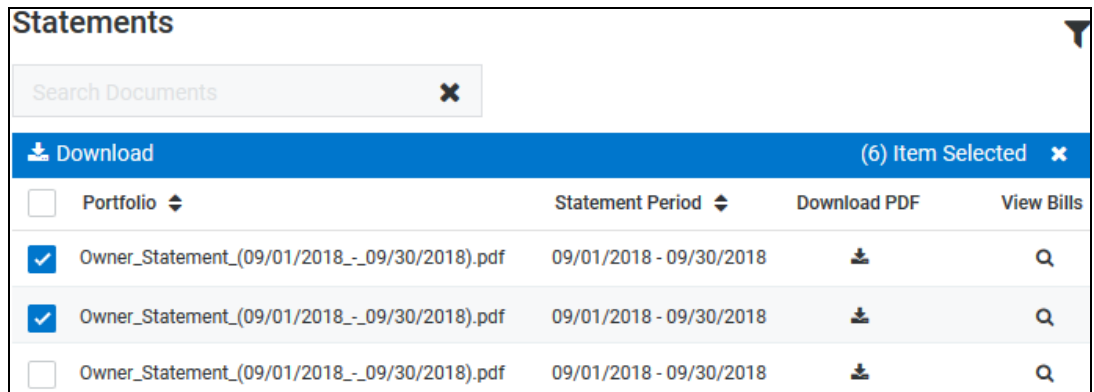 Statements
Search Documents
Download (6) Item Selected
Portfolio Statement Period Download PDF View Bills
Owner_Statement_(09/01/2018_-_09/30/2018).pdf 09/01/2018 - 09/30/2018
Owner_Statement_(09/01/2018_-_09/30/2018).pdf 09/01/2018 - 09/30/2018
Owner_Statement_(09/01/2018_-_09/30/2018).pdf 09/01/2018 - 09/30/2018